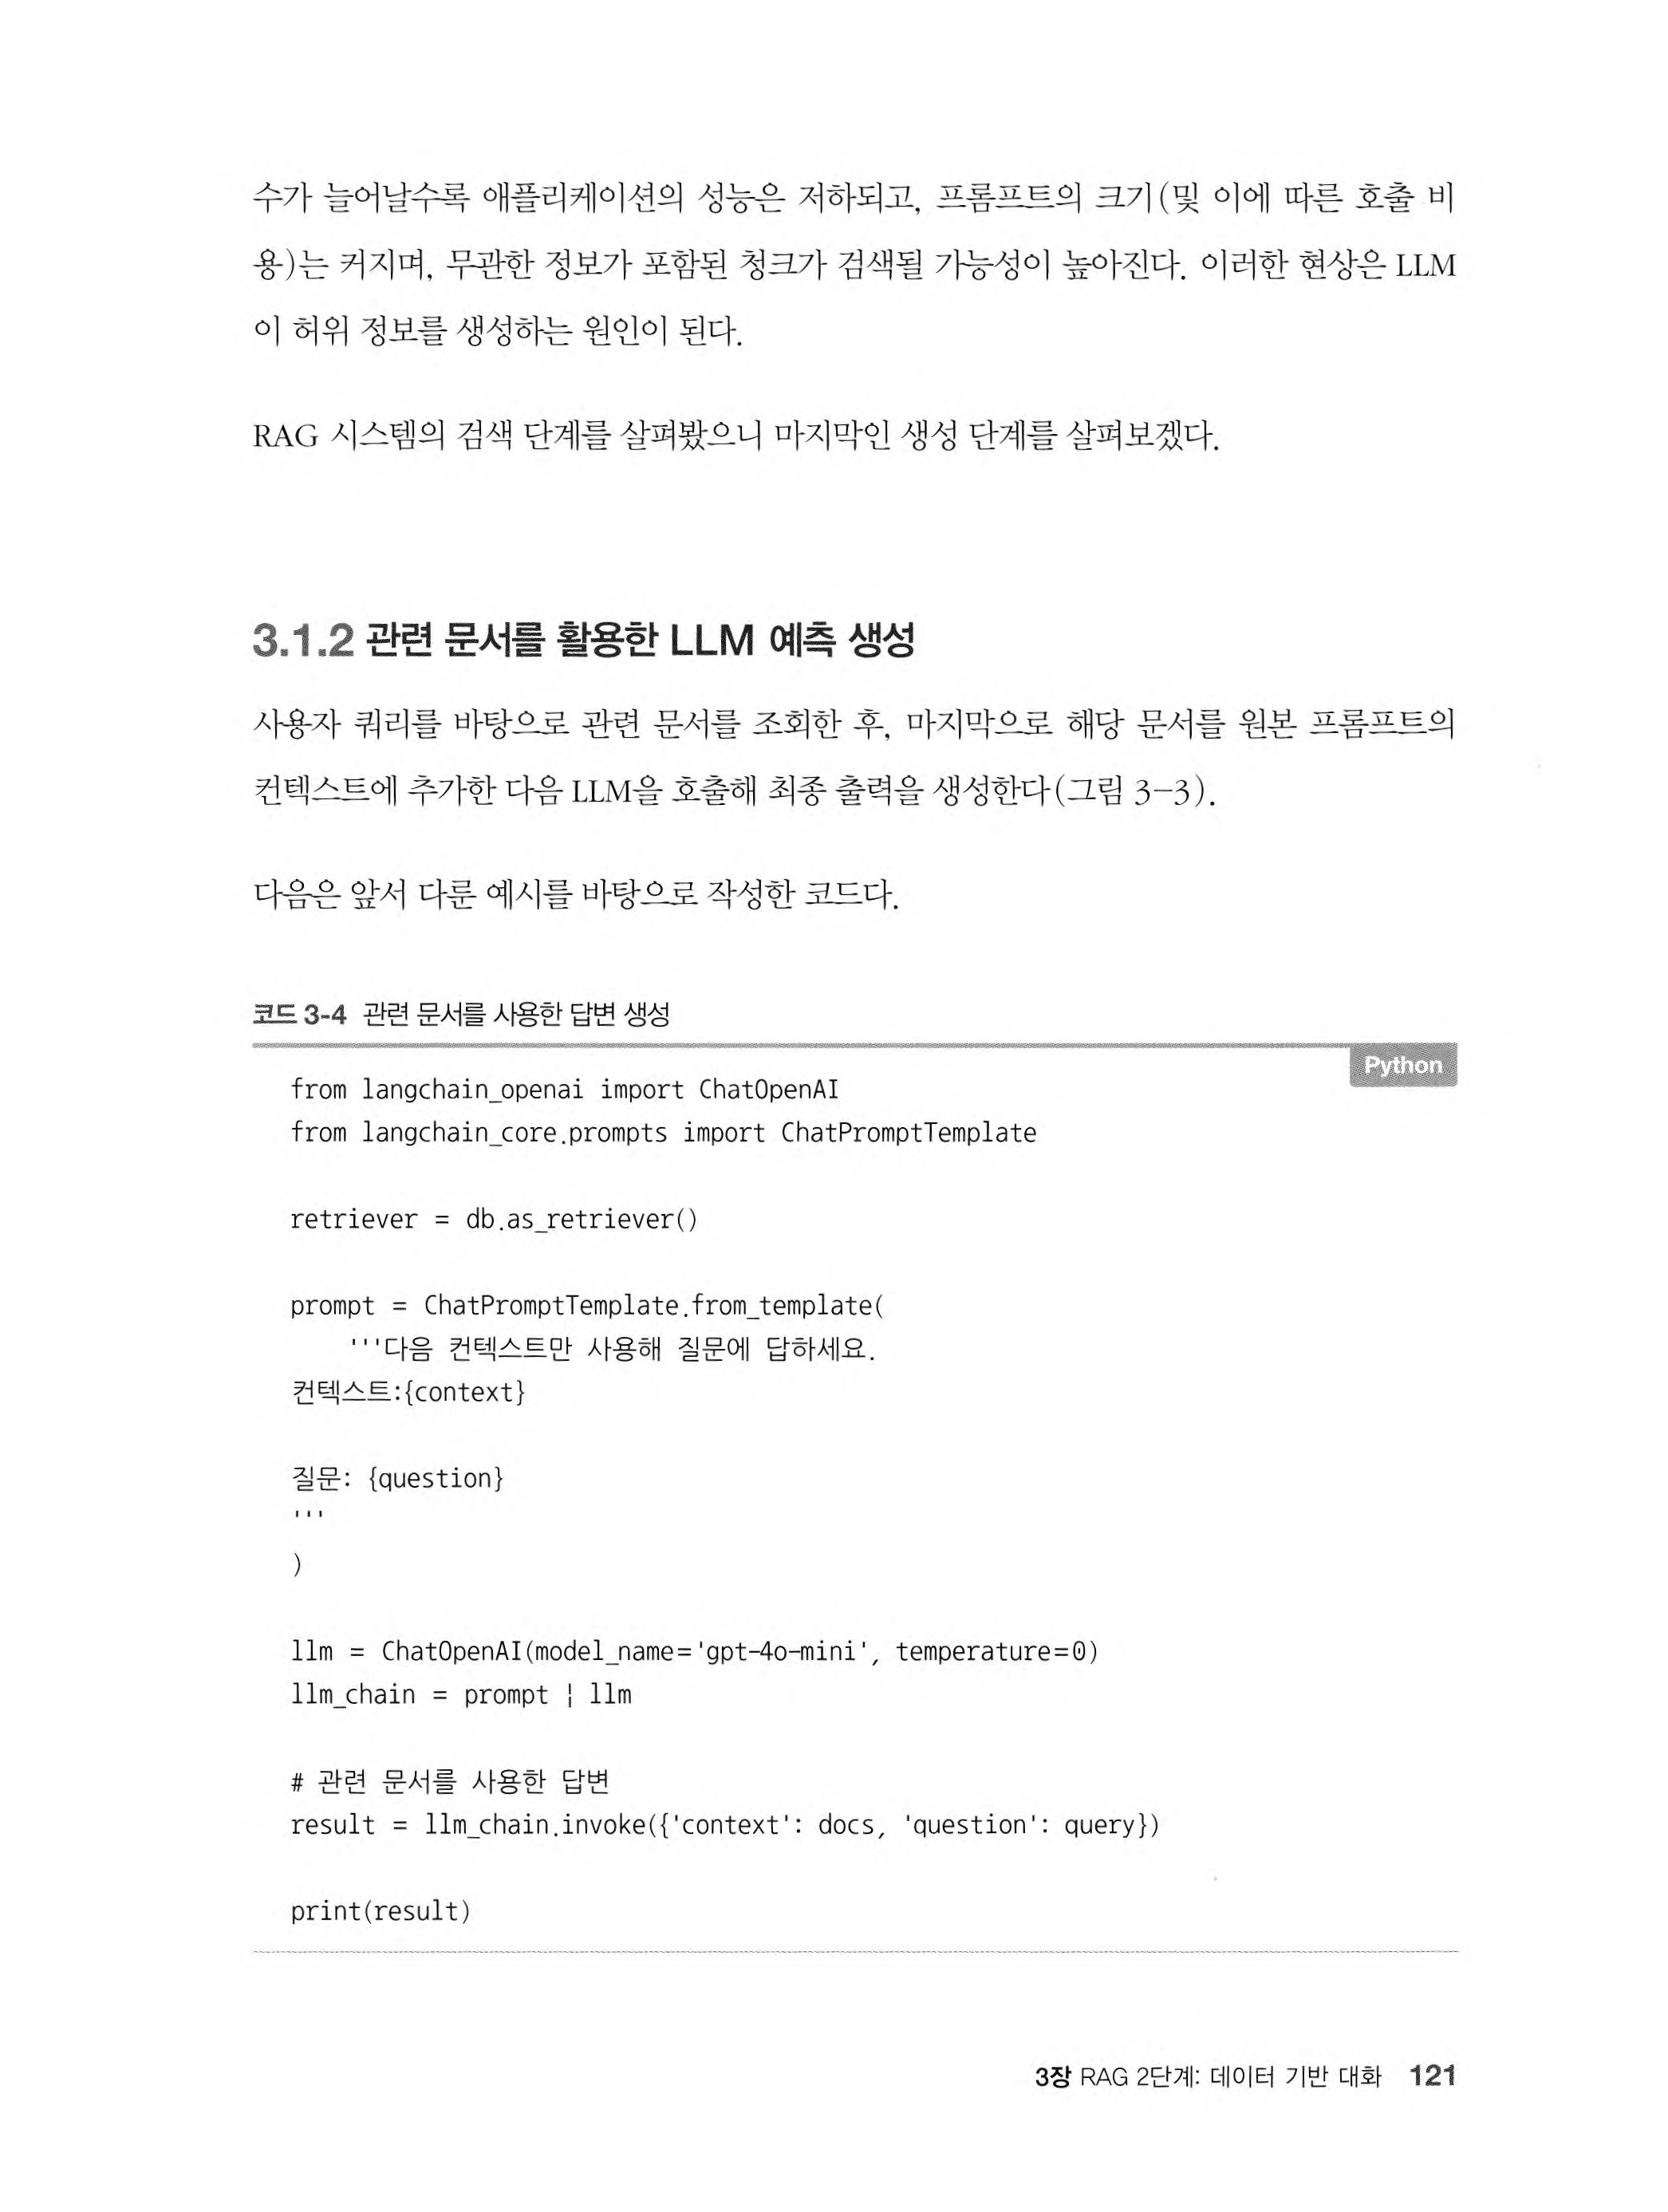 수가 늘어날수록 애플리케이션의 성능은 저하되고, 프롬프트의 크기(및 이에 따른 호출 비
용)는 커지며, 무관한 정보가 포함된 청크가 검색될 가능성이 높아진다. 이러한 현상은 LLM
이 허위 정보를 생성하는 원인이 된다.
RAG 시스템의 검색 단계를 살펴봤으니 마지막인 생성 단계를 살펴보겠다.
3.1.2 관련 문서를 활용한 LLM 예측 생성
사용자 쿼리를 바탕으로 관련 문서를 조회한 후, 마지막으로 해당 문서를 원본 프롬프트의
컨텍스트에 추가한 다음 LLM을 호출해 최종 출력을 생성한다(그림 3-3).
다음은 앞서 다룬 예시를 바탕으로 작성한 코드다.
코드 3-4 관련 문서를 사용한 답변 생성
Python
from langchain_openai import ChatOpenAI
from langchain_core.prompts import ChatPromptTemplate
retriever = db.as_retriever()
prompt = ChatPromptTemplate.from_template(
    '''다음 컨텍스트만 사용해 질문에 답하세요.
컨텍스트:{context}
질문: {question}
'''
)
llm = ChatOpenAI(model_name='gpt-4o-mini', temperature=0)
llm_chain = prompt | llm
# 관련 문서를 사용한 답변
result = llm_chain.invoke({'context': docs, 'question': query})
print(result)
3장 RAG 2단계: 데이터 기반 대화 121